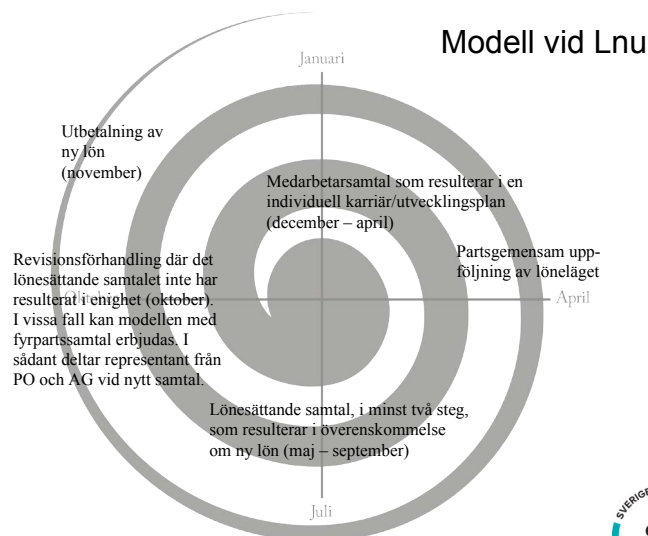 Modell vid Lnu
Januari
Utbetalning av
ny lön
(november)
Medarbetarsamtal som resulterar i en
individuell karriär/utvecklingsplan
(december – april)
Partsgemensam upp-
följning av löneläget
April
Revisionsförhandling där det
lönesättande samtalet inte har
resulterat i enighet (oktober).
I vissa fall kan modellen med
fyrpartssamtal erbjudas. I
sådant deltar representant från
PO och AG vid nytt samtal.
Lönesättande samtal, i minst två steg,
som resulterar i överenskommelse
om ny lön (maj – september)
Juli